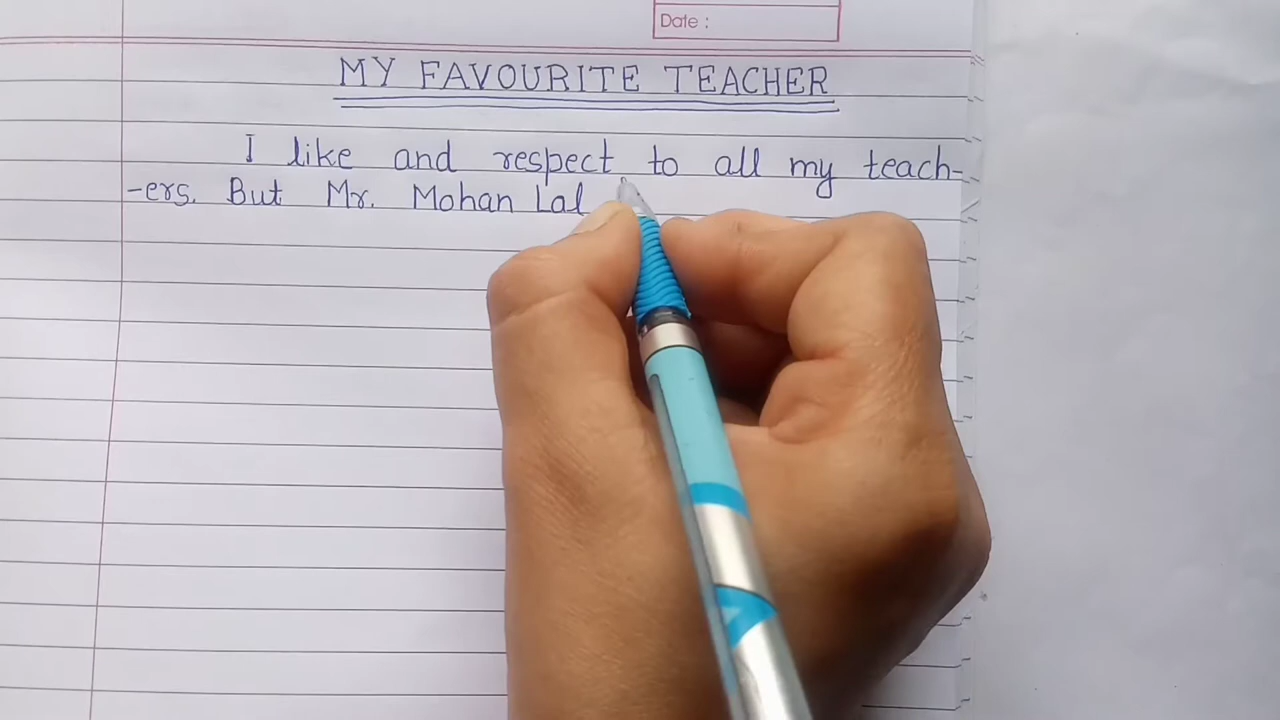 Date :
MY FAVOURITE TEACHER
I like and respect to all my teach-
-ers. But Mr. Mohan Lal